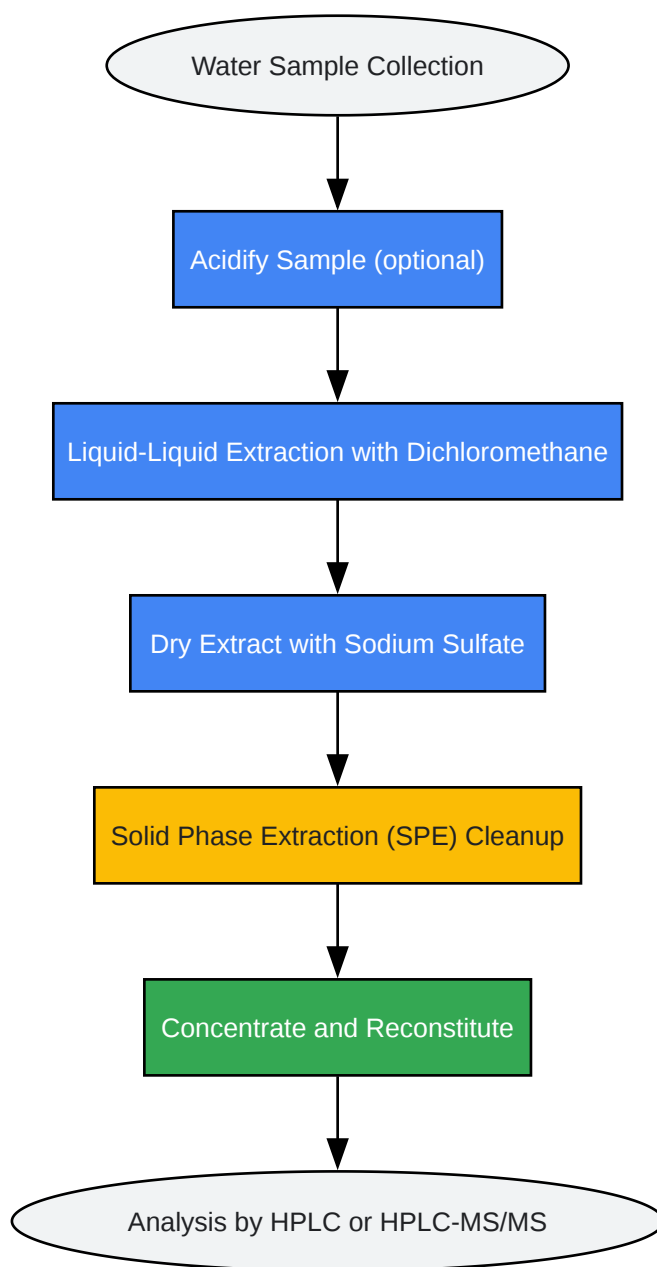 Water Sample Collection
Acidify Sample (optional)
Liquid-Liquid Extraction with Dichloromethane
Dry Extract with Sodium Sulfate
Solid Phase Extraction (SPE) Cleanup
Concentrate and Reconstitute
Analysis by HPLC or HPLC-MS/MS